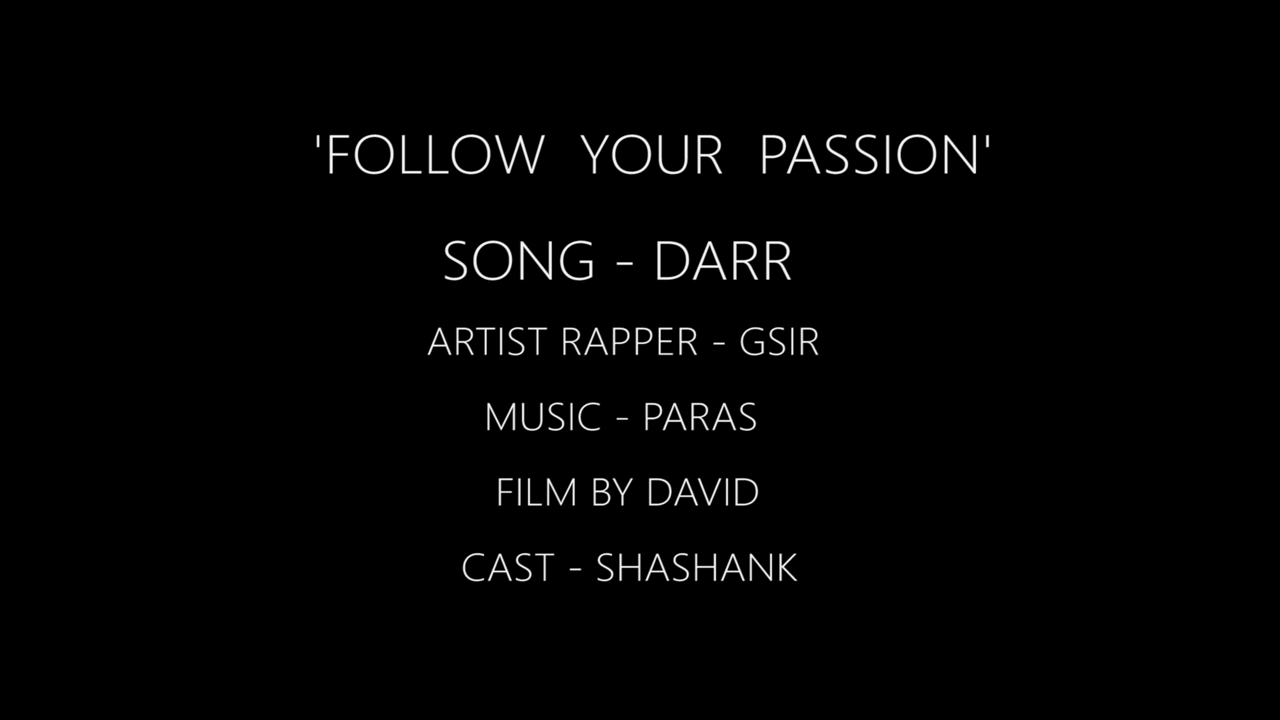 'FOLLOW YOUR PASSION'
SONG - DARR
ARTIST RAPPER - GSIR
MUSIC - PARAS
FILM BY DAVID
CAST - SHASHANK